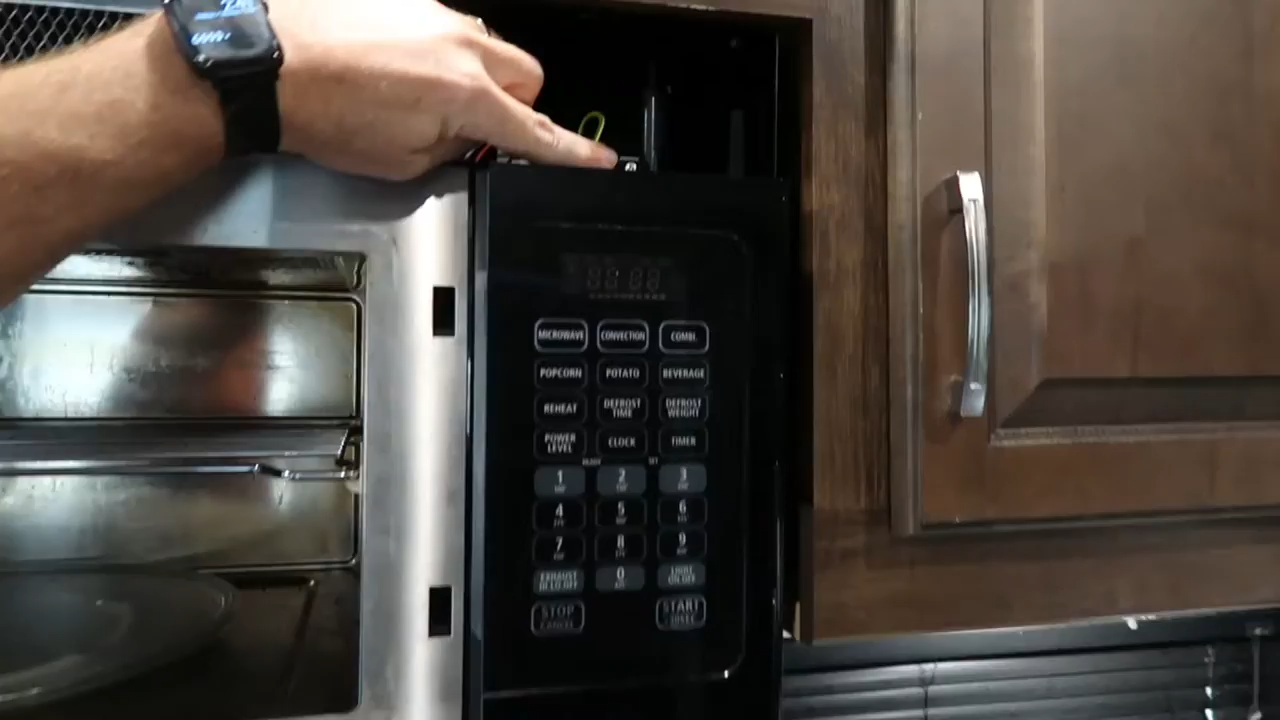 MICROWAVE CONVECTION COMBI.
POPCORN POTATO BEVERAGE
REHEAT DEFROST TIME DEFROST WEIGHT
POWER LEVEL CLOCK TIMER
1 2 3
4 5 6
7 8 9
EXHAUST HI LO OFF 0 LIGHT ON OFF
STOP CANCEL START